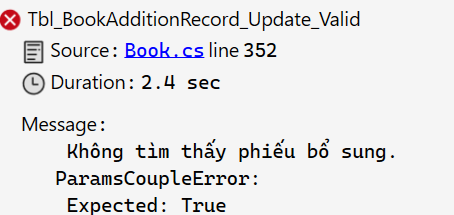 Tbl_BookAdditionRecord_Update_Valid
Source: Book.cs line 352
Duration: 2.4 sec
Message:
Không tìm thấy phiếu bổ sung.
ParamsCoupleError:
Expected: True